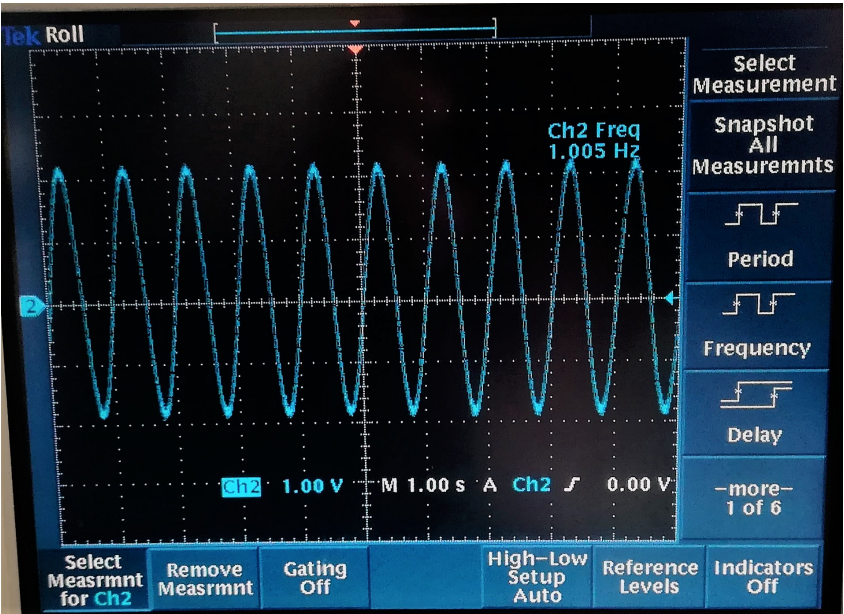 Tek Roll
Select
Measurement
Snapshot
All
Measuremnts
Ch2 Freq
1.005 Hz
Period
2
Frequency
Delay
Ch2 1.00 V M 1.00 s A Ch2 0.00 V
-more-
1 of 6
Select
Measrmnt
for Ch2
Remove
Measrmnt
Gating
Off
High-Low
Setup
Auto
Reference
Levels
Indicators
Off